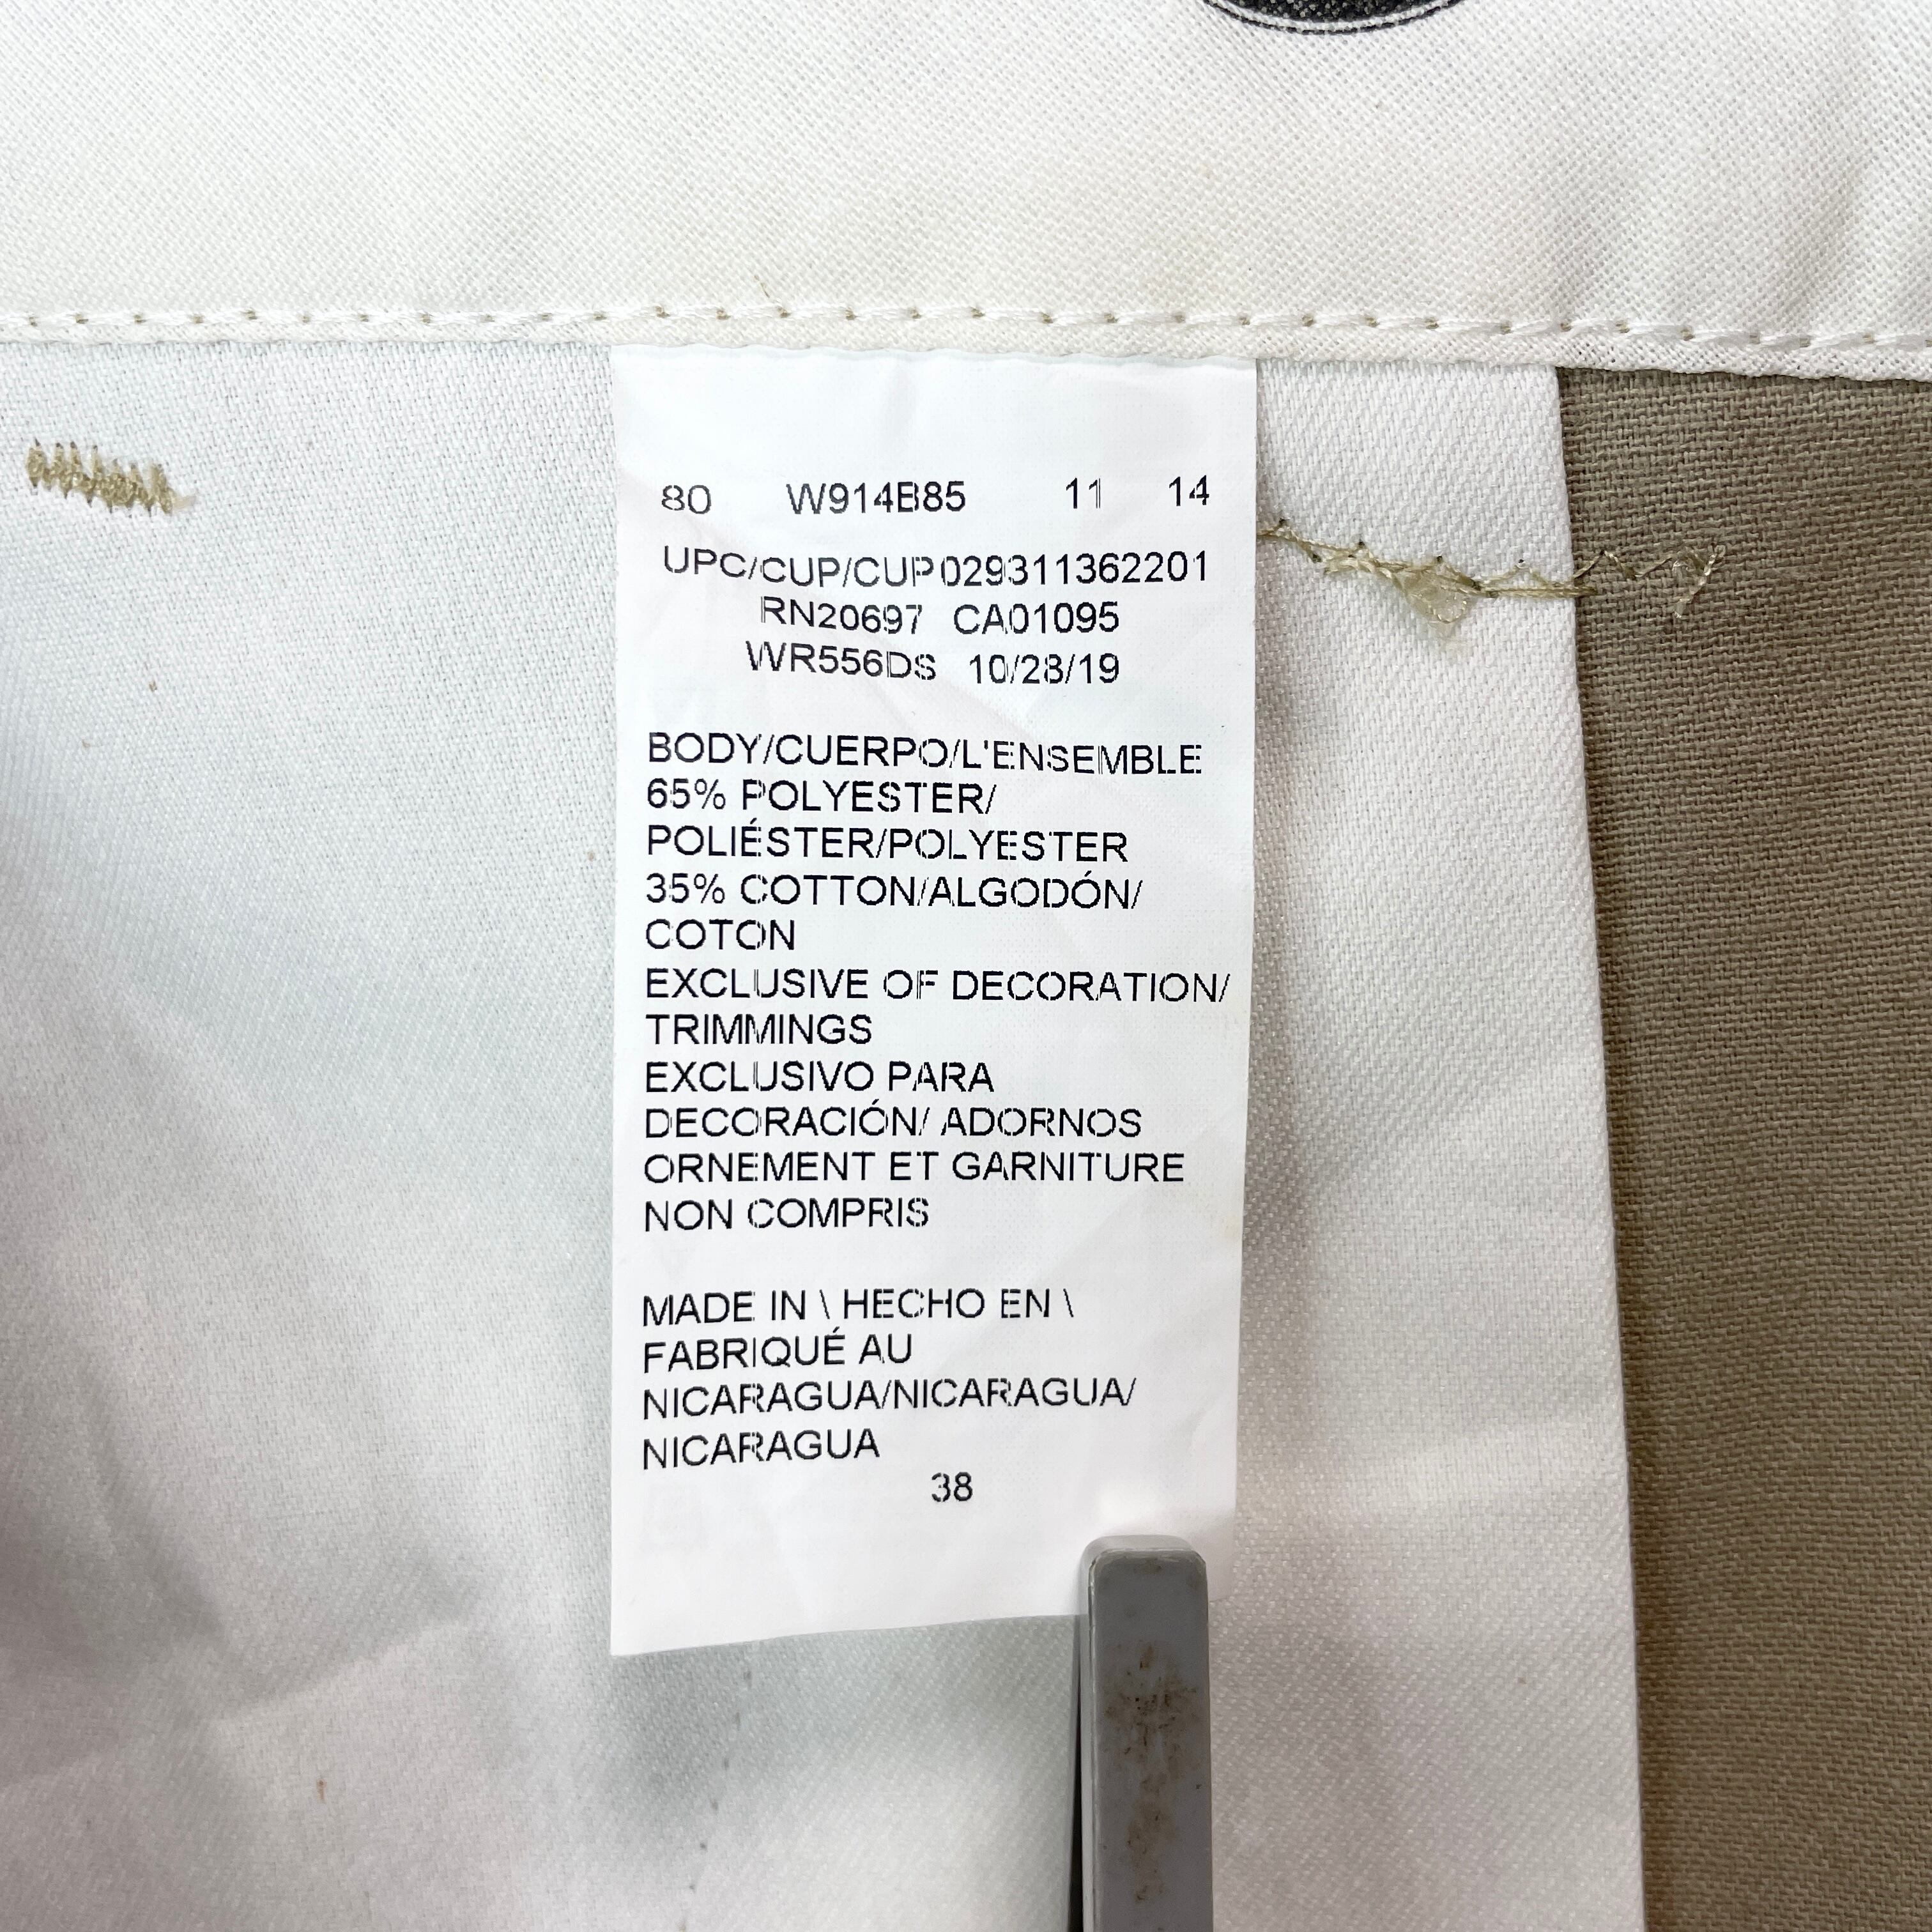 80 W914B85 11 14
UPC/CUP/CUP029311362201
RN20697 CA01095
WR556DS 10/28/19
BODY/CUERPO/L'ENSEMBLE
65% POLYESTER/
POLIÉSTER/POLYESTER
35% COTTON/ALGODÓN/
COTON
EXCLUSIVE OF DECORATION/
TRIMMINGS
EXCLUSIVO PARA
DECORACIÓN/ ADORNOS
ORNEMENT ET GARNITURE
NON COMPRIS
MADE IN \ HECHO EN \
FABRIQUÉ AU
NICARAGUA/NICARAGUA/
NICARAGUA
38